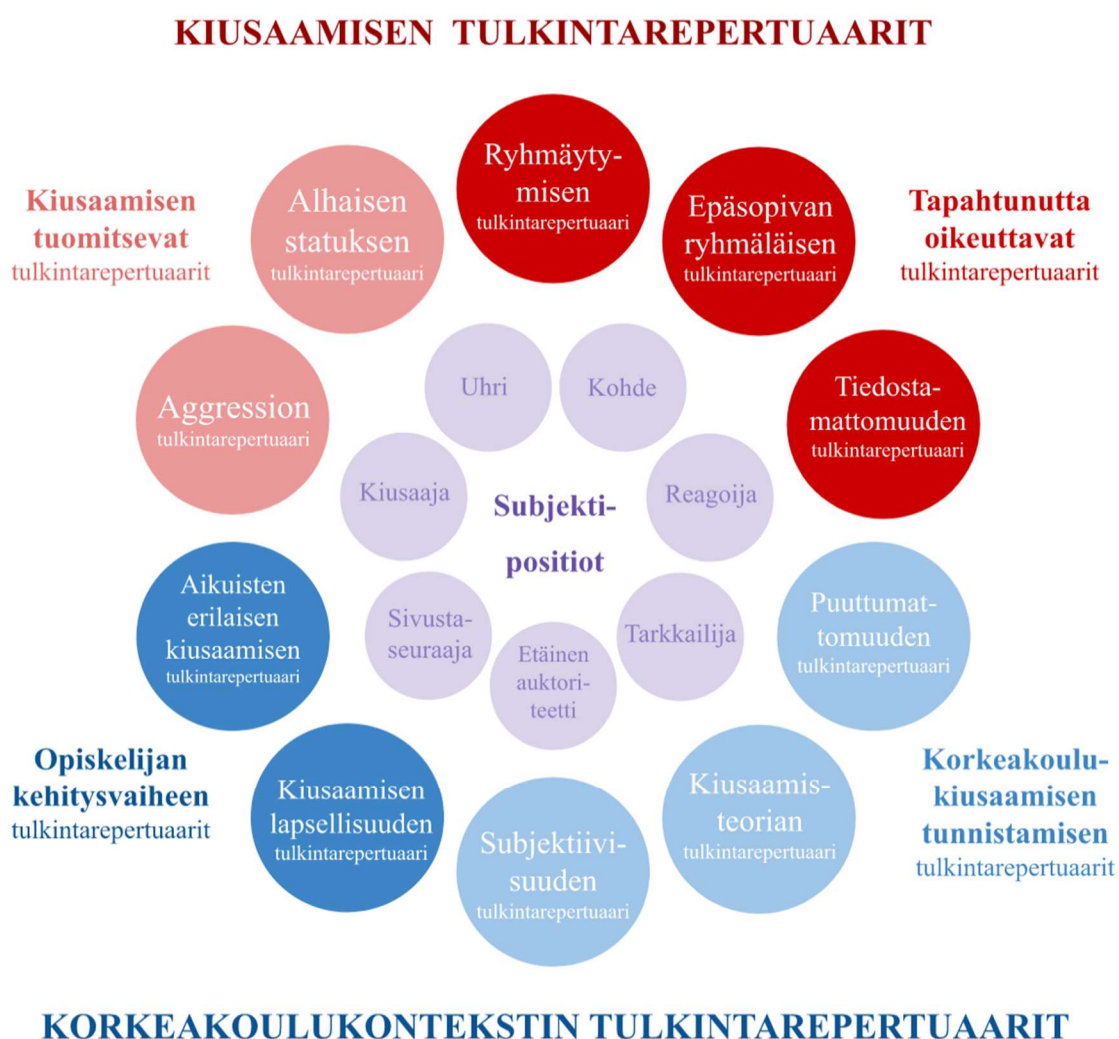 KIUSAAMISEN TULKINTAREPERTUAARIT
Kiusaamisen
tuomitsevat
tulkintarepertuaarit
Alhaisen
statuksen
tulkintarepertuaari
Ryhmäyty-
misen
tulkintarepertuaari
Epäsopivan
ryhmäläisen
tulkintarepertuaari
Tapahtunutta
oikeuttavat
tulkintarepertuaarit
Aggression
tulkintarepertuaari
Uhri
Kohde
Tiedosta-
mattomuuden
tulkintarepertuaari
Kiusaaja
Subjekti-
positiot
Reagoija
Aikuisten
erilaisen
kiusaamisen
tulkintarepertuaari
Sivusta-
seuraaja
Etäinen
auktori-
teetti
Tarkkailija
Puuttumat-
tomuuden
tulkintarepertuaari
Opiskelijan
kehitysvaiheen
tulkintarepertuaarit
Kiusaamisen
lapsellisuuden
tulkintarepertuaari
Subjektiivi-
suuden
tulkintarepertuaari
Kiusaamis-
teorian
tulkintarepertuaari
Korkeakoulu-
kiusaamisen
tunnistamisen
tulkintarepertuaarit
KORKEAKOULUKONTEKSTIN TULKINTAREPERTUAARIT